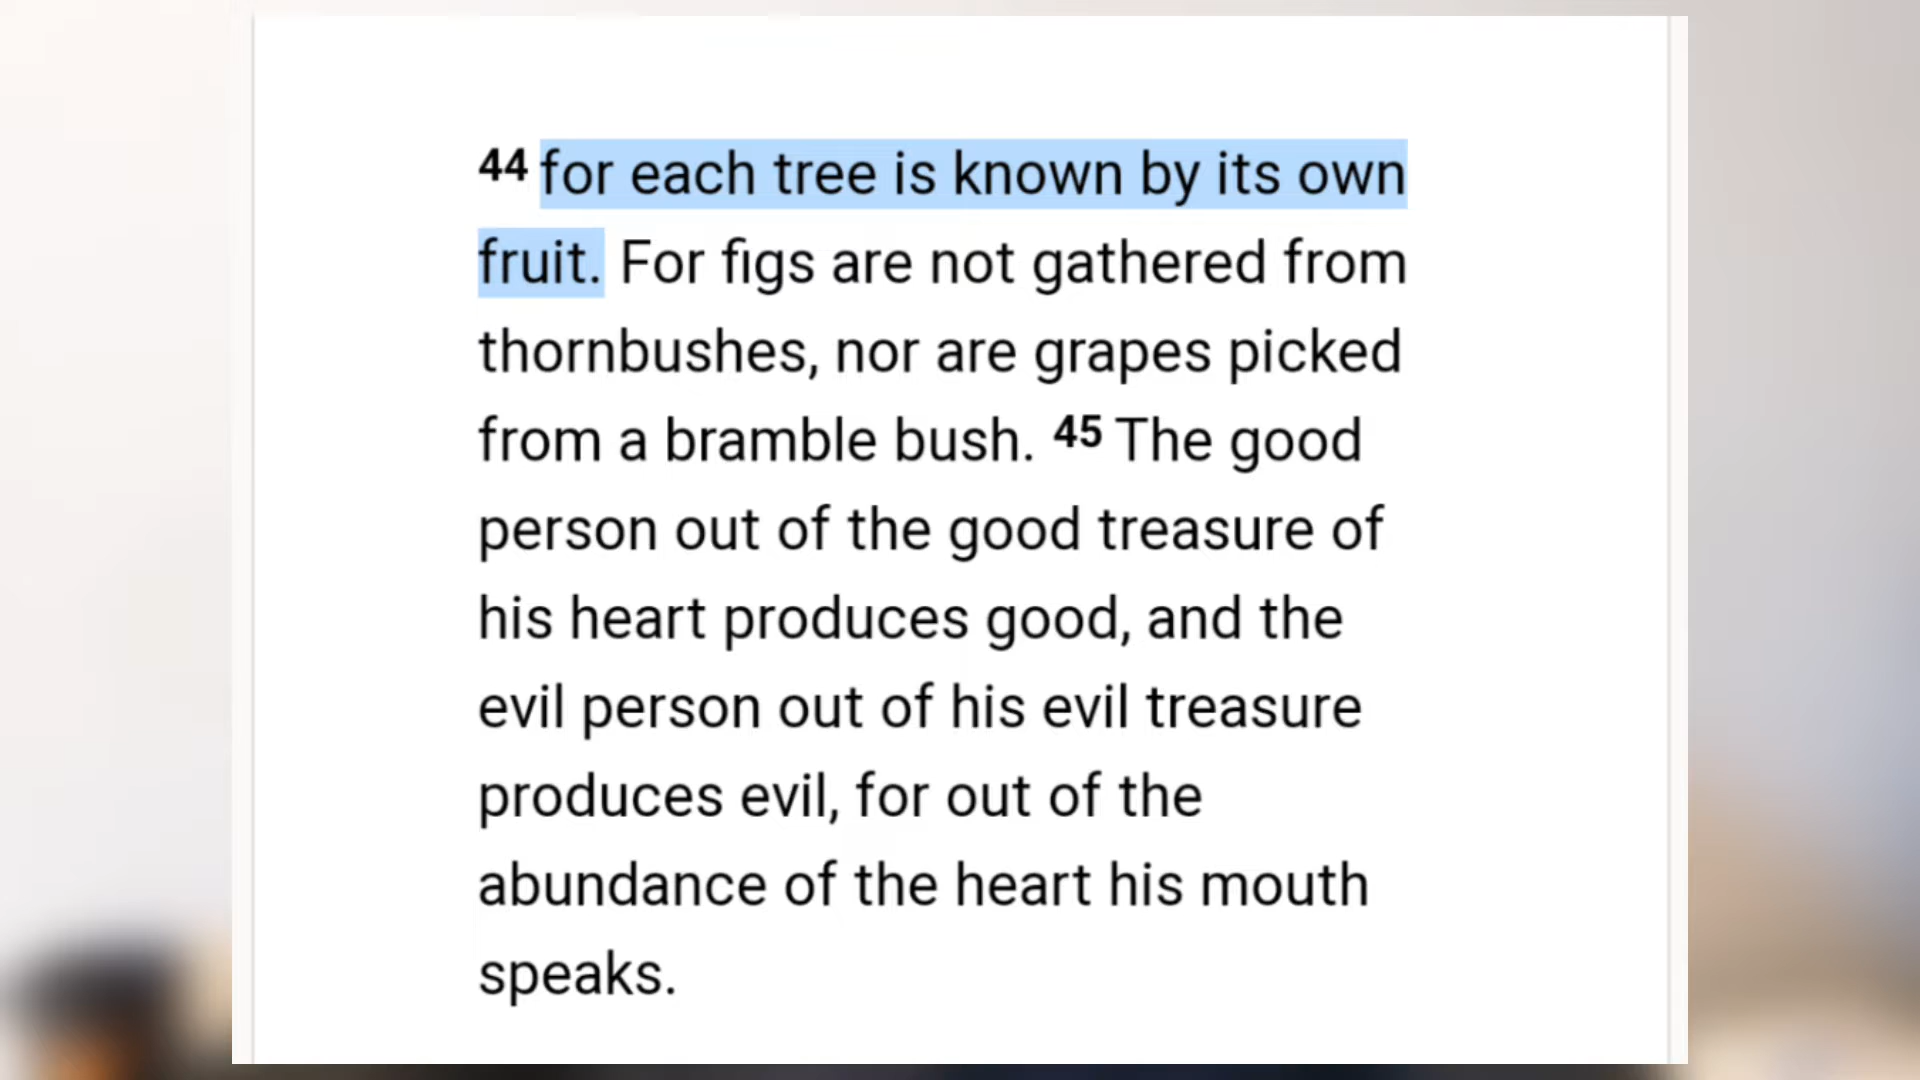 44 for each tree is known by its own
fruit. For figs are not gathered from
thornbushes, nor are grapes picked
from a bramble bush. 45 The good
person out of the good treasure of
his heart produces good, and the
evil person out of his evil treasure
produces evil, for out of the
abundance of the heart his mouth
speaks.